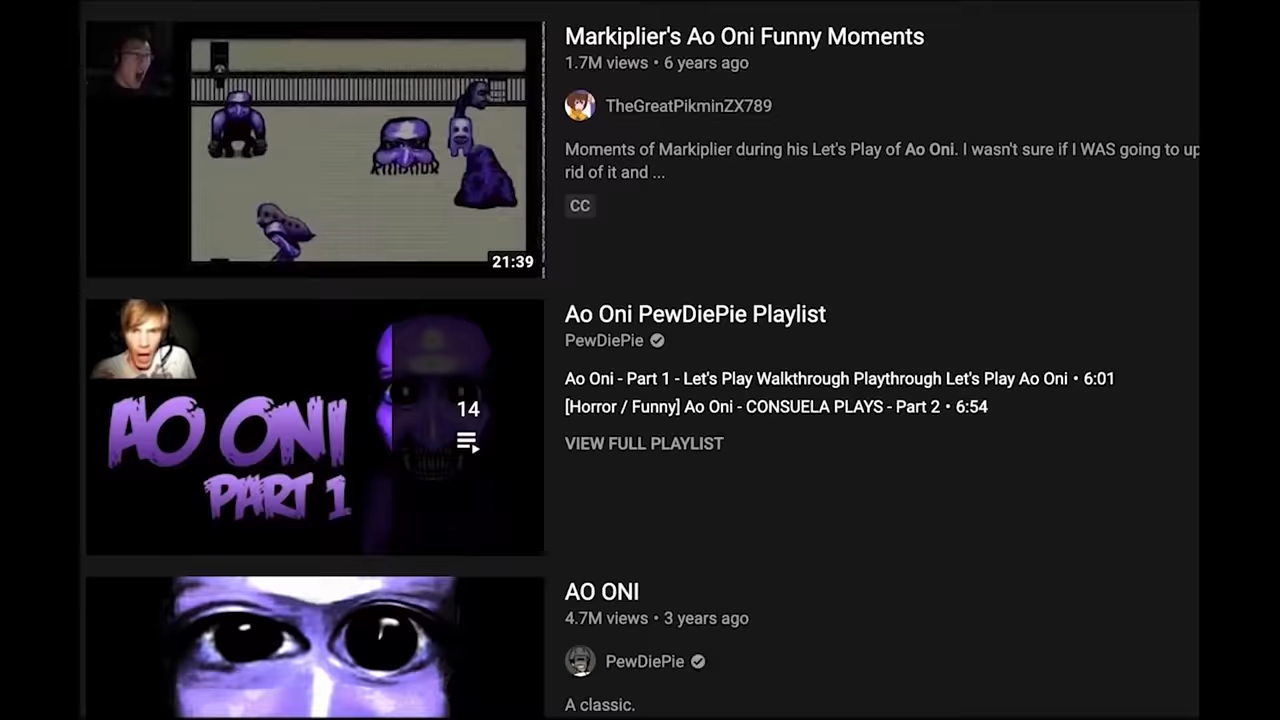 Markiplier's Ao Oni Funny Moments
1.7M views • 6 years ago
TheGreatPikminZX789
Moments of Markiplier during his Let's Play of Ao Oni. I wasn't sure if I WAS going to up
rid of it and ...
CC
21:39
Ao Oni PewDiePie Playlist
PewDiePie
Ao Oni - Part 1 - Let's Play Walkthrough Playthrough Let's Play Ao Oni • 6:01
[Horror / Funny] Ao Oni - CONSUELA PLAYS - Part 2 • 6:54
VIEW FULL PLAYLIST
AO ONI
PART 1
14
AO ONI
4.7M views • 3 years ago
PewDiePie
A classic.